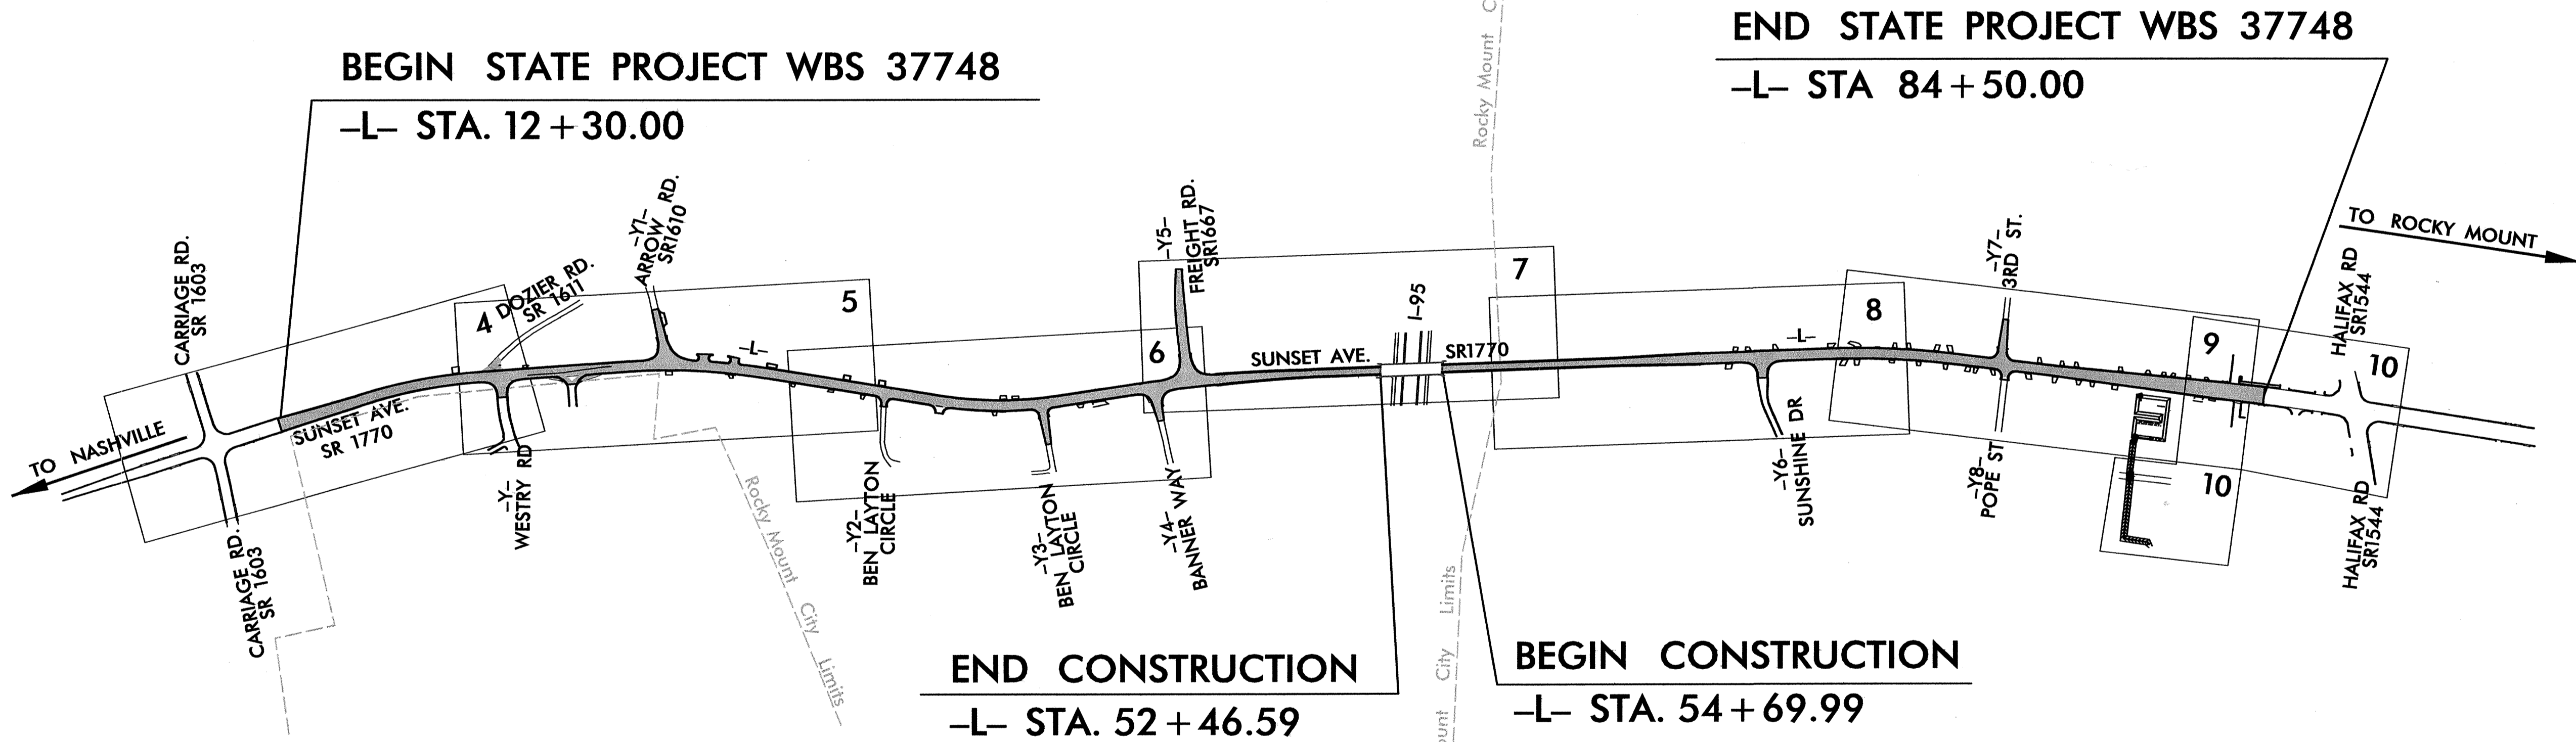 BEGIN STATE PROJECT WBS 37748
–L– STA. 12+30.00
END STATE PROJECT WBS 37748
–L– STA 84+50.00
Rocky Mount C
TO ROCKY MOUNT
TO NASHVILLE
CARRIAGE RD.
SR 1603
CARRIAGE RD.
SR 1603
SUNSET AVE.
SR 1770
4
DOZIER RD.
SR 1611
–Y–
WESTRY RD
–Y1–
ARROW RD.
SR1610
–L–
5
Rocky Mount City Limits
–Y2–
BEN LAYTON
CIRCLE
–Y3–
BEN LAYTON
CIRCLE
6
–Y4–
BANNER WAY
–Y5–
FREIGHT RD.
SR1667
SUNSET AVE.
I–95
SR1770
7
–Y6–
SUNSHINE DR
–L–
8
–Y7–
3RD ST.
–Y8–
POPE ST
9
10
10
HALIFAX RD
SR1544
HALIFAX RD
SR1544
ount City Limits
END CONSTRUCTION
–L– STA. 52+46.59
BEGIN CONSTRUCTION
–L– STA. 54+69.99